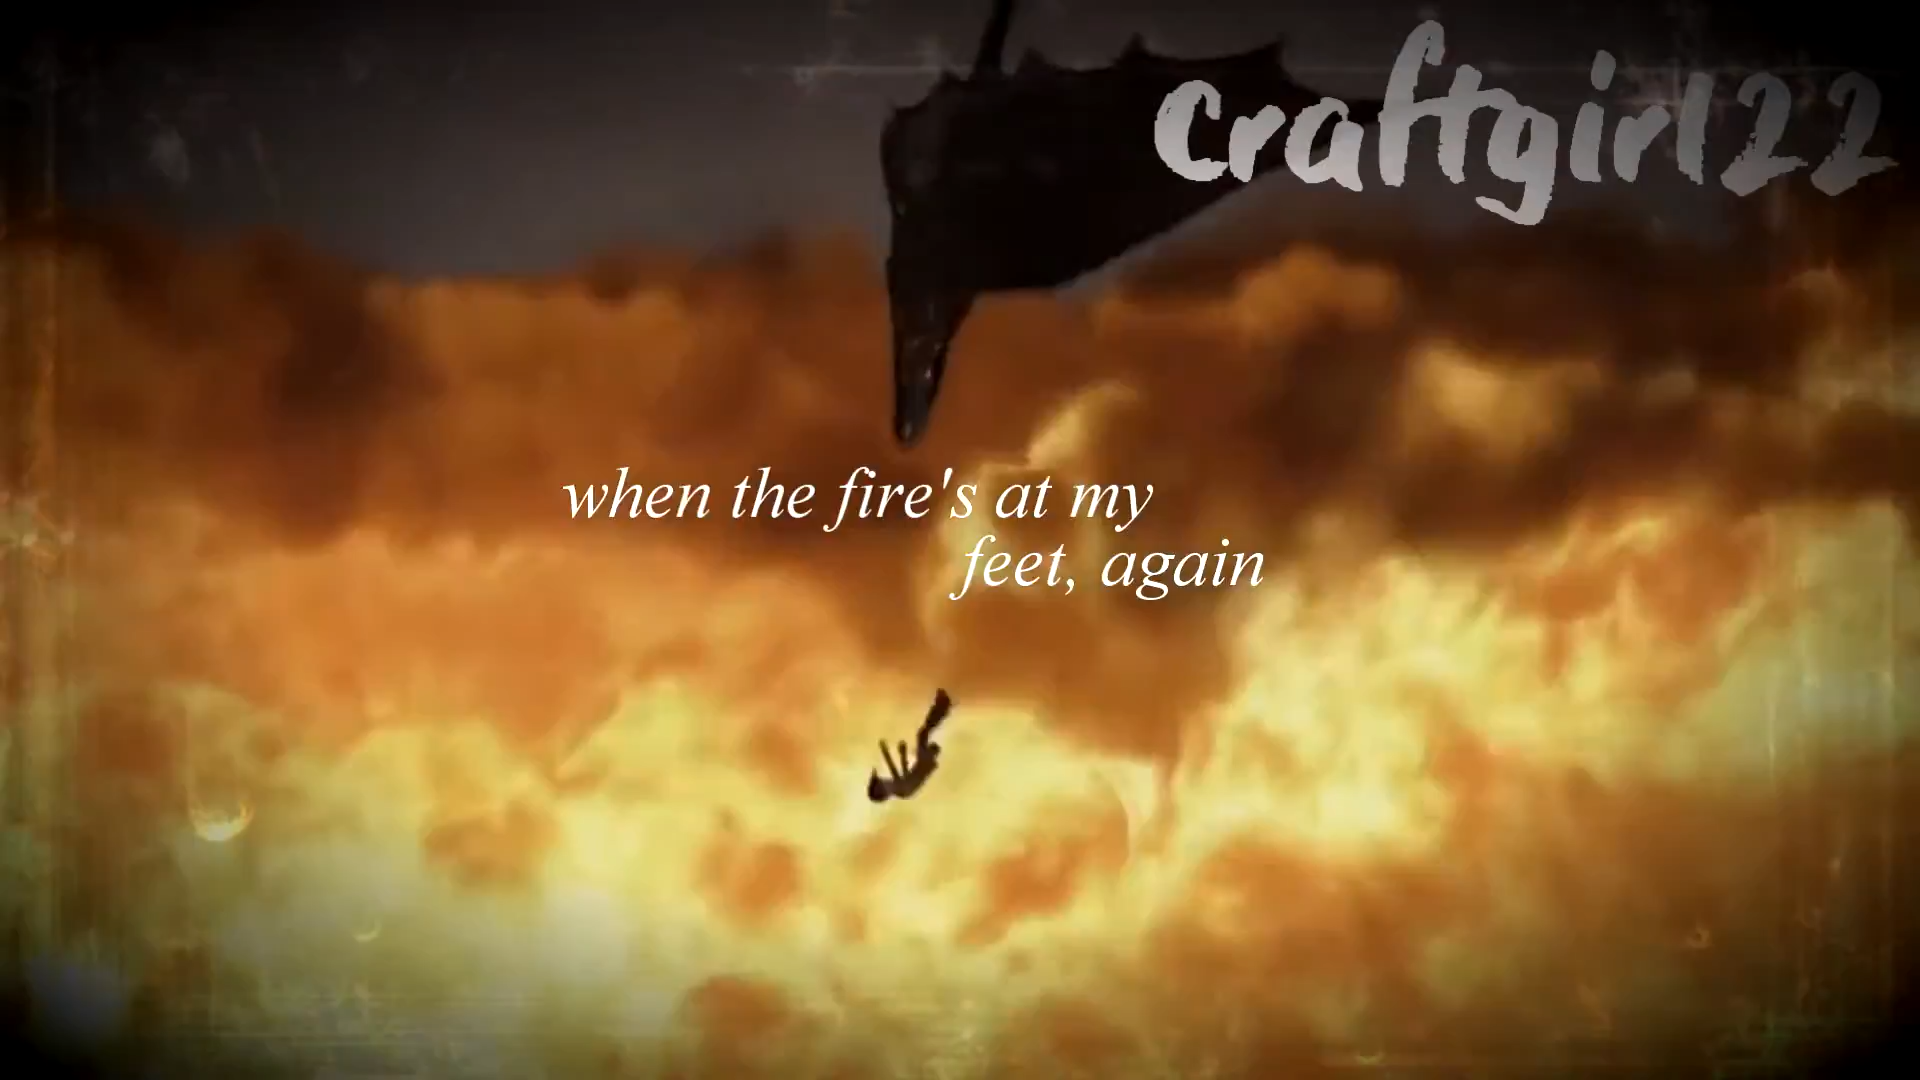 craftgirl22
when the fire's at my
feet, again